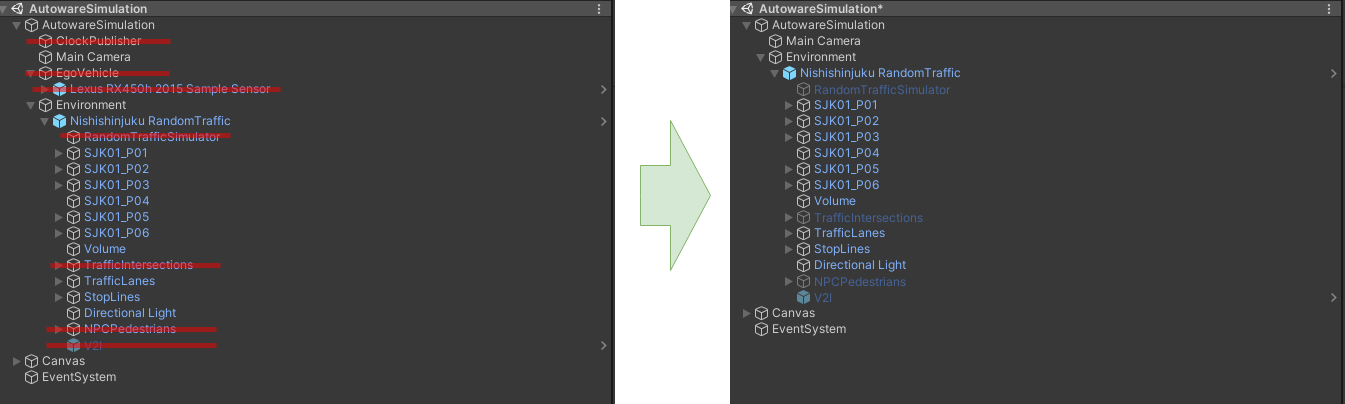 AutowareSimulation
AutowareSimulation
ClockPublisher
Main Camera
EgoVehicle
Lexus RX450h 2015 Sample Sensor
Environment
Nishishinjuku RandomTraffic
RandomTrafficSimulator
SJK01_P01
SJK01_P02
SJK01_P03
SJK01_P04
SJK01_P05
SJK01_P06
Volume
TrafficIntersections
TrafficLanes
StopLines
Directional Light
NPCPedestrians
V2I
Canvas
EventSystem
AutowareSimulation*
AutowareSimulation
Main Camera
Environment
Nishishinjuku RandomTraffic
RandomTrafficSimulator
SJK01_P01
SJK01_P02
SJK01_P03
SJK01_P04
SJK01_P05
SJK01_P06
Volume
TrafficIntersections
TrafficLanes
StopLines
Directional Light
NPCPedestrians
V2I
Canvas
EventSystem